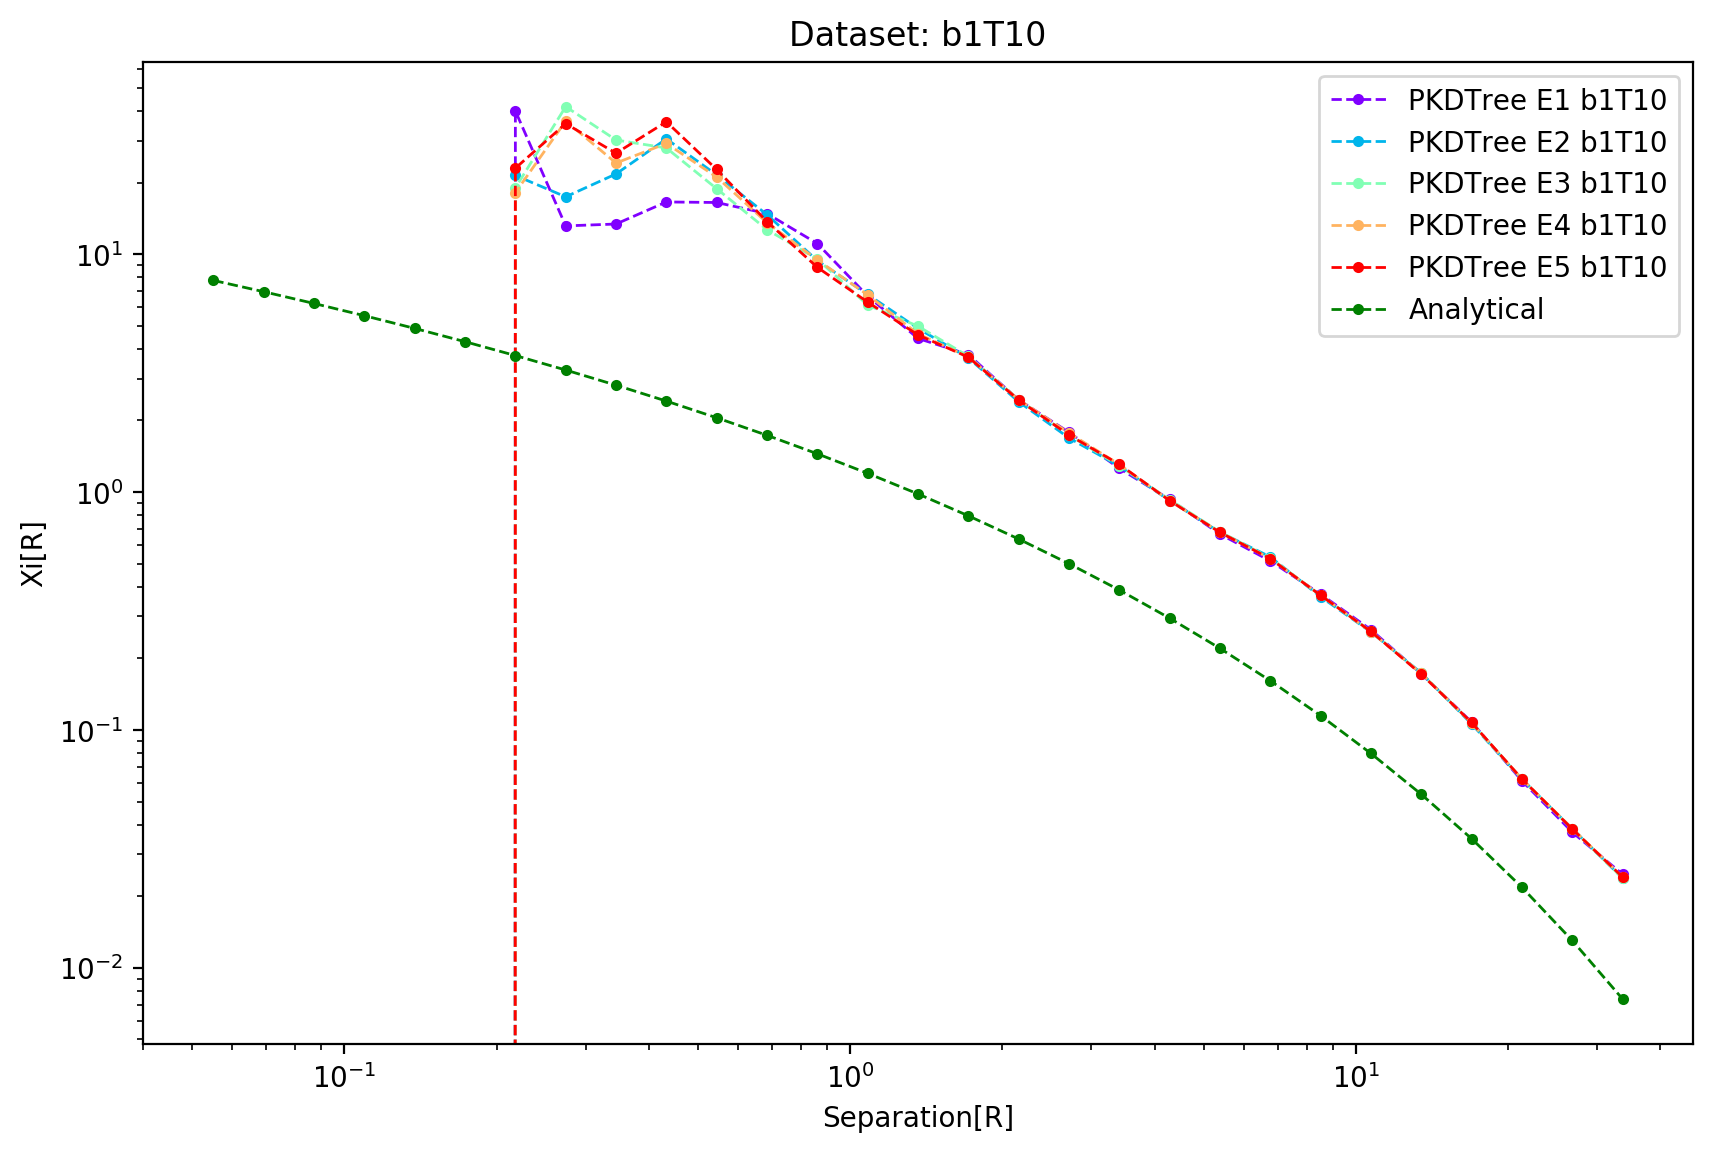 Dataset: b1T10
PKDTree E1 b1T10
PKDTree E2 b1T10
PKDTree E3 b1T10
PKDTree E4 b1T10
PKDTree E5 b1T10
Analytical
Xi[R]
10¹
10⁰
10⁻¹
10⁻²
10⁻¹ 10⁰ 10¹
Separation[R]